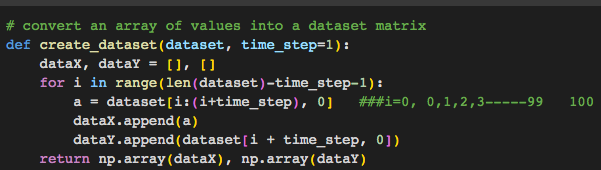 # convert an array of values into a dataset matrix
def create_dataset(dataset, time_step=1):
    dataX, dataY = [], []
    for i in range(len(dataset)-time_step-1):
        a = dataset[i:(i+time_step), 0]   ###i=0, 0,1,2,3-----99   100
        dataX.append(a)
        dataY.append(dataset[i + time_step, 0])
    return np.array(dataX), np.array(dataY)